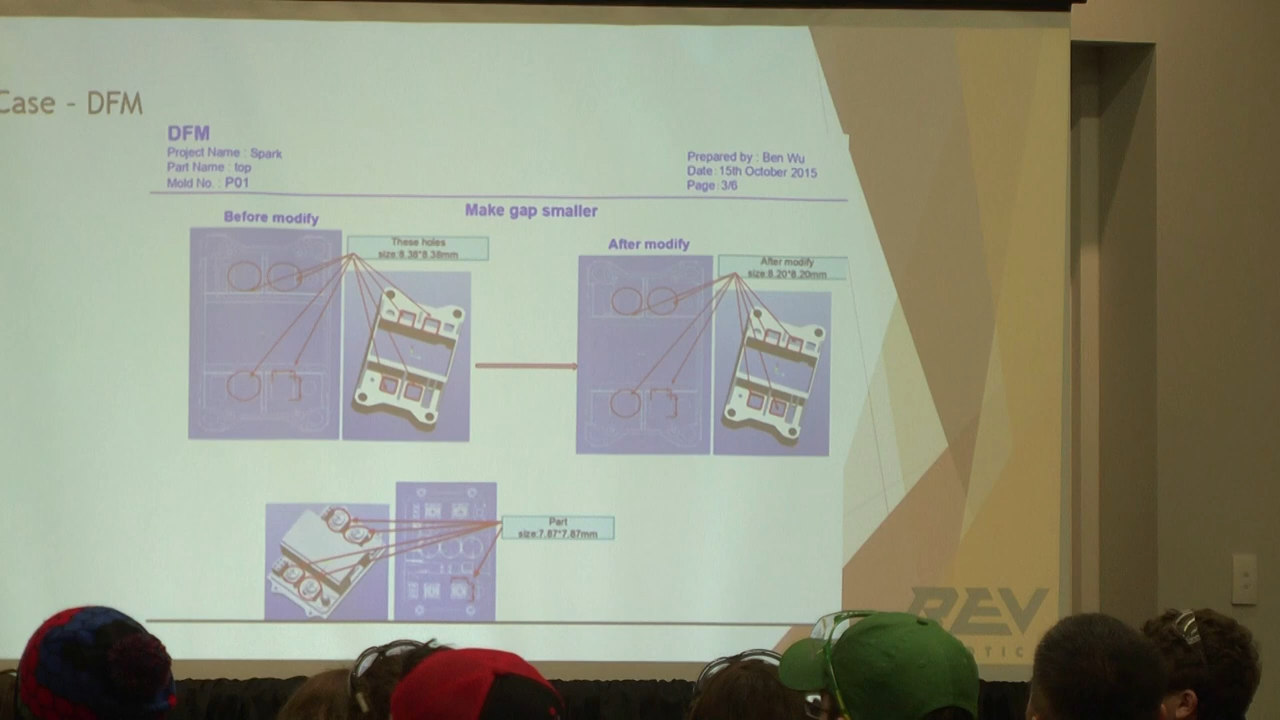 Case - DFM
DFM
Project Name : Spark
Part Name : top
Mold No. : P01
Prepared by : Ben Wu
Date : 15th October 2015
Page : 3/6
Make gap smaller
Before modify
These holes
size:8.38*8.38mm
After modify
After modify
size:8.20*8.20mm
Part
size:7.87*7.87mm
REV
OTIC